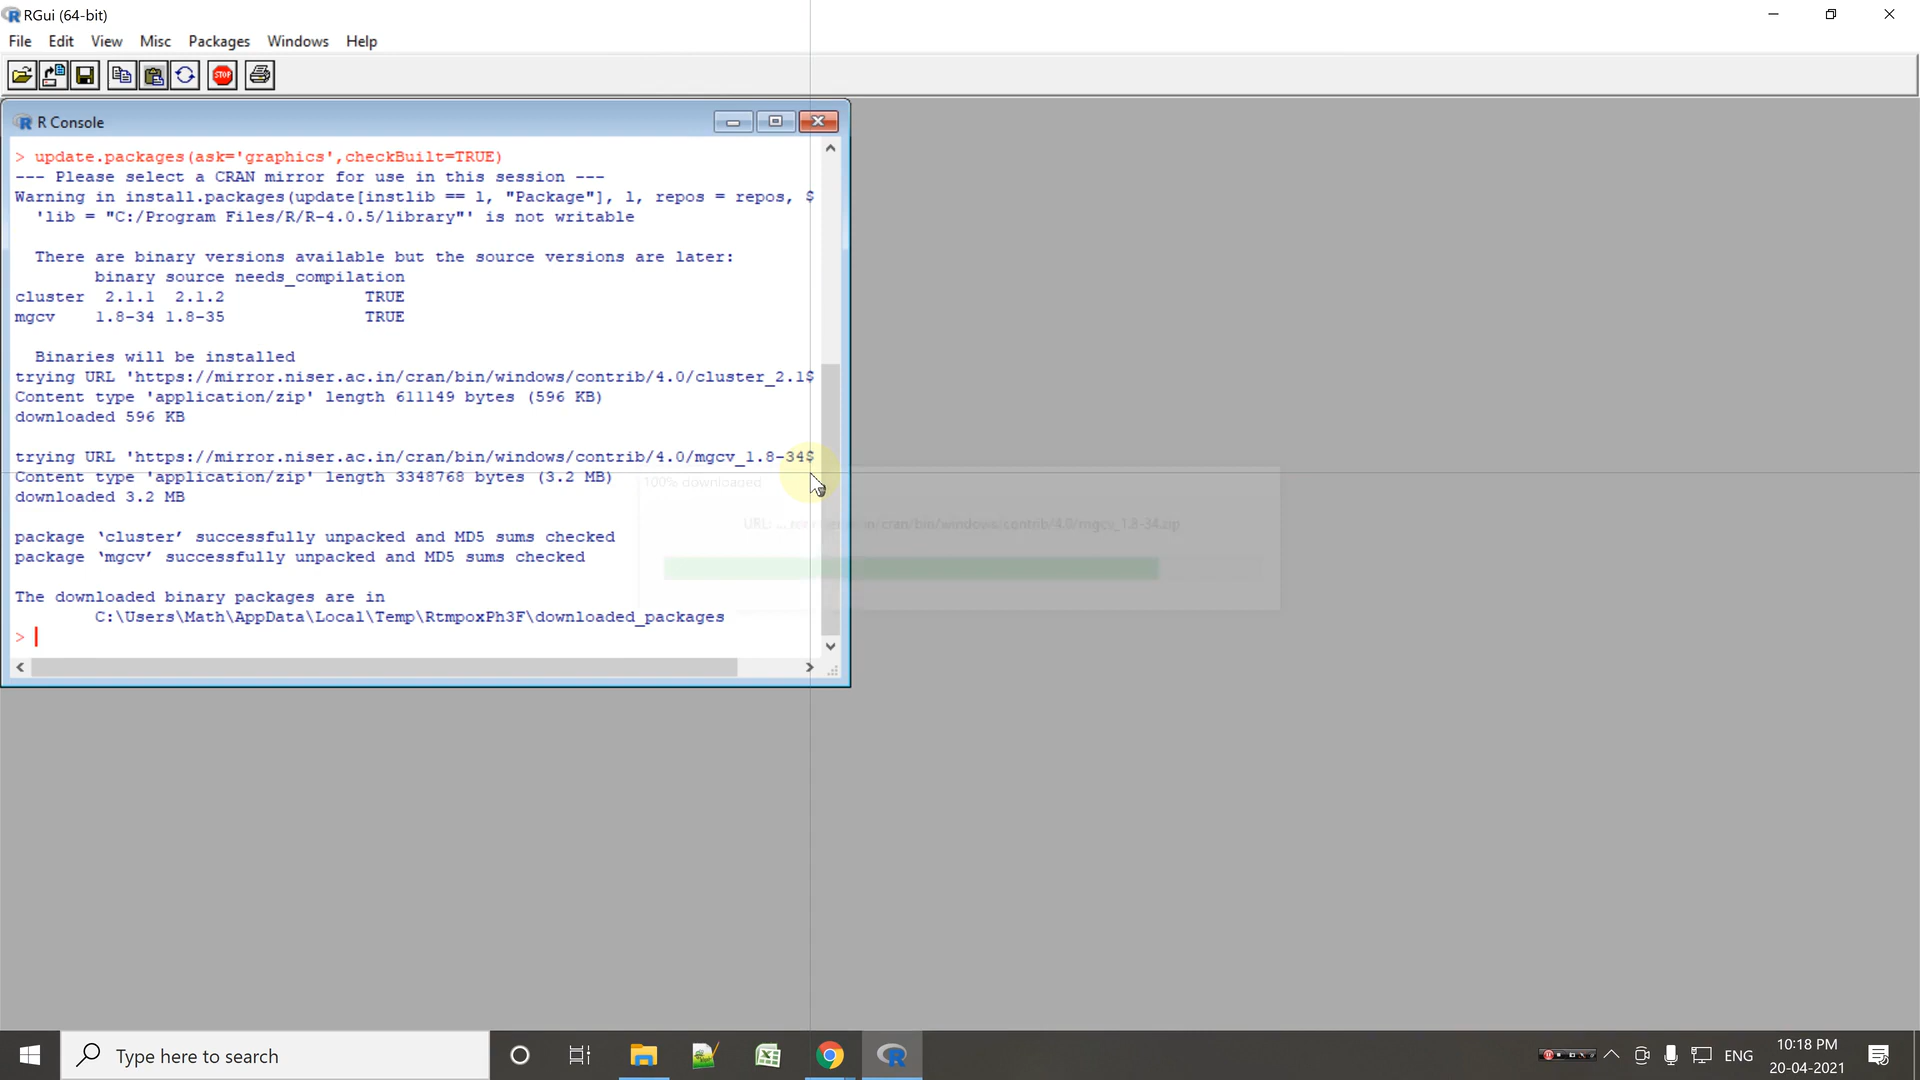 RGui (64-bit)
File Edit View Misc Packages Windows Help
STOP
R Console
> update.packages(ask='graphics',checkBuilt=TRUE)
--- Please select a CRAN mirror for use in this session ---
Warning in install.packages(update[instlib == l, "Package"], l, repos = repos, $
'lib = "C:/Program Files/R/R-4.0.5/library"' is not writable
There are binary versions available but the source versions are later:
binary source needs_compilation
cluster 2.1.1 2.1.2 TRUE
mgcv 1.8-34 1.8-35 TRUE
Binaries will be installed
trying URL 'https://mirror.niser.ac.in/cran/bin/windows/contrib/4.0/cluster_2.1$
Content type 'application/zip' length 611149 bytes (596 KB)
downloaded 596 KB
trying URL 'https://mirror.niser.ac.in/cran/bin/windows/contrib/4.0/mgcv_1.8-34$
Content type 'application/zip' length 3348768 bytes (3.2 MB)
downloaded 3.2 MB
100% downloaded
URL: in/cran/bin/windows/contrib/4.0/mgcv_1.8-34.zip
package ‘cluster’ successfully unpacked and MD5 sums checked
package ‘mgcv’ successfully unpacked and MD5 sums checked
The downloaded binary packages are in
C:\Users\Math\AppData\Local\Temp\RtmpoxPh3F\downloaded_packages
>
Type here to search
ENG
10:18 PM
20-04-2021